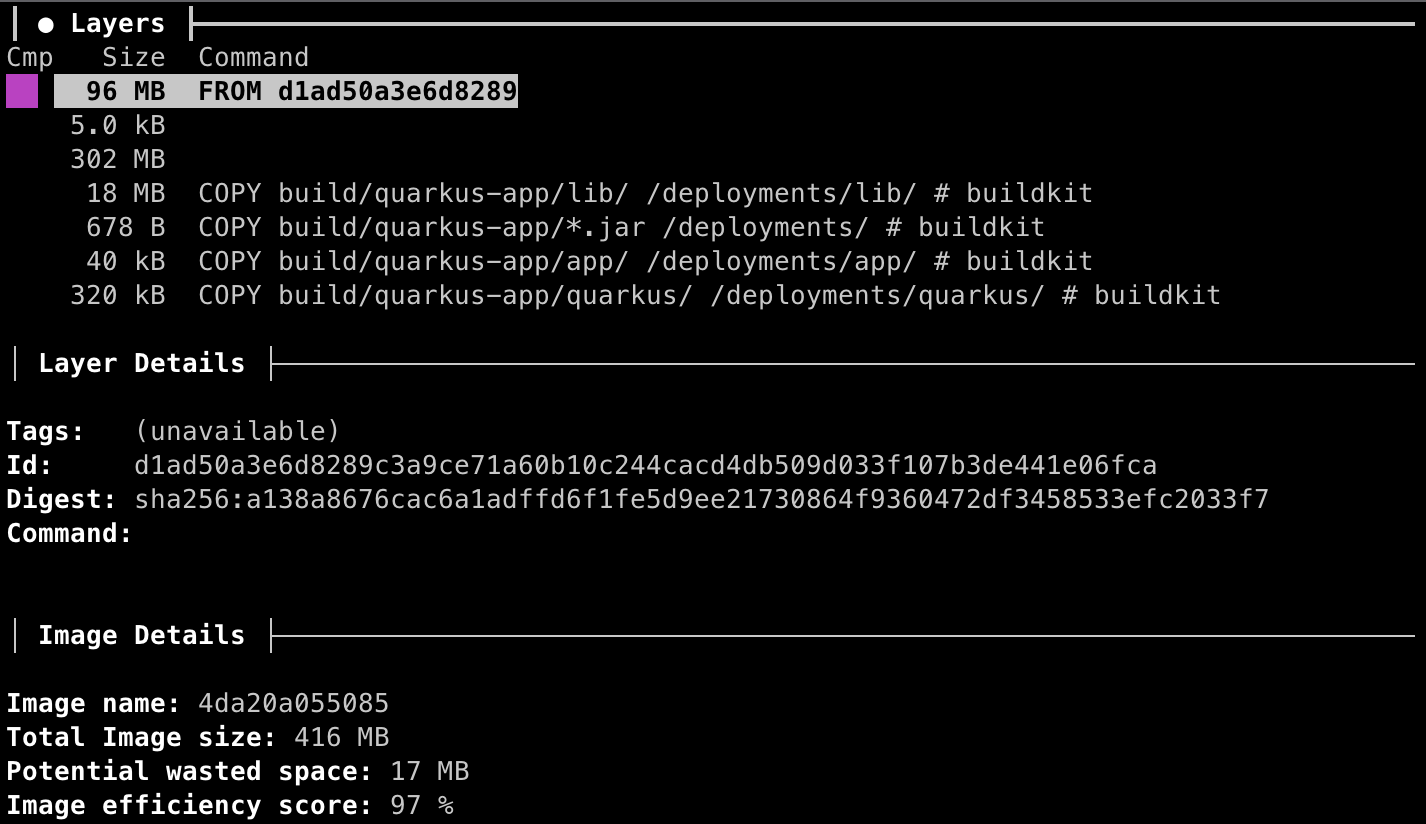 ● Layers
Cmp Size Command
96 MB FROM d1ad50a3e6d8289
5.0 kB
302 MB
18 MB COPY build/quarkus-app/lib/ /deployments/lib/ # buildkit
678 B COPY build/quarkus-app/*.jar /deployments/ # buildkit
40 kB COPY build/quarkus-app/app/ /deployments/app/ # buildkit
320 kB COPY build/quarkus-app/quarkus/ /deployments/quarkus/ # buildkit
Layer Details
Tags: (unavailable)
Id: d1ad50a3e6d8289c3a9ce71a60b10c244cacd4db509d033f107b3de441e06fca
Digest: sha256:a138a8676cac6a1adffd6f1fe5d9ee21730864f9360472df3458533efc2033f7
Command:
Image Details
Image name: 4da20a055085
Total Image size: 416 MB
Potential wasted space: 17 MB
Image efficiency score: 97 %